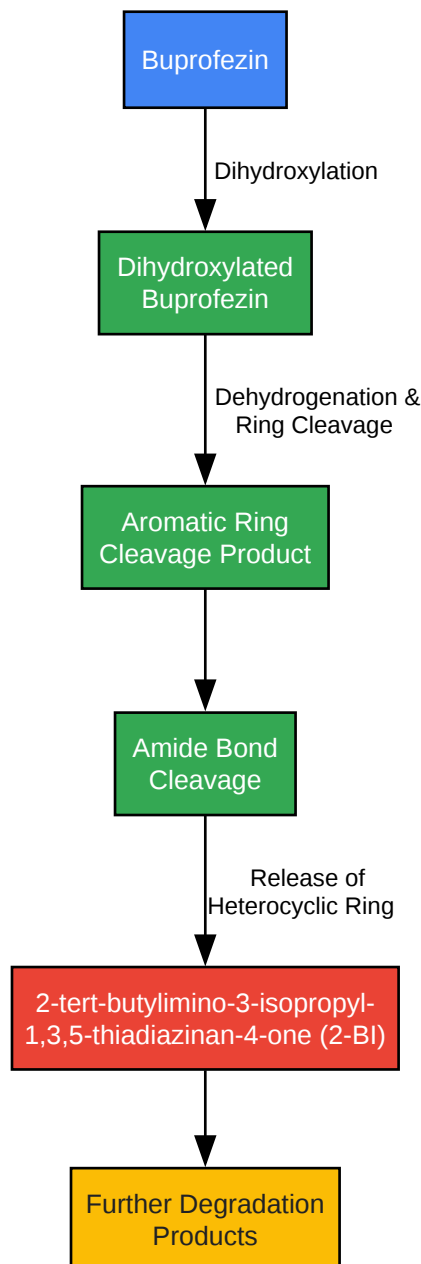 Buprofezin
Dihydroxylation
Dihydroxylated
Buprofezin
Dehydrogenation &
Ring Cleavage
Aromatic Ring
Cleavage Product
Amide Bond
Cleavage
Release of
Heterocyclic Ring
2-tert-butylimino-3-isopropyl-
1,3,5-thiadiazinan-4-one (2-BI)
Further Degradation
Products